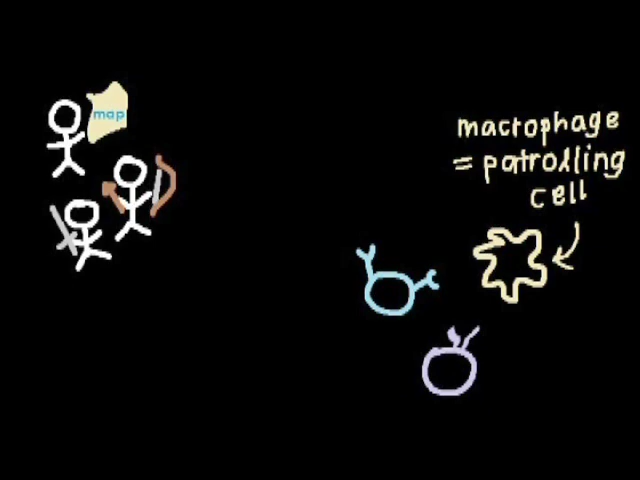 map
macrophage
= patrolling
cell